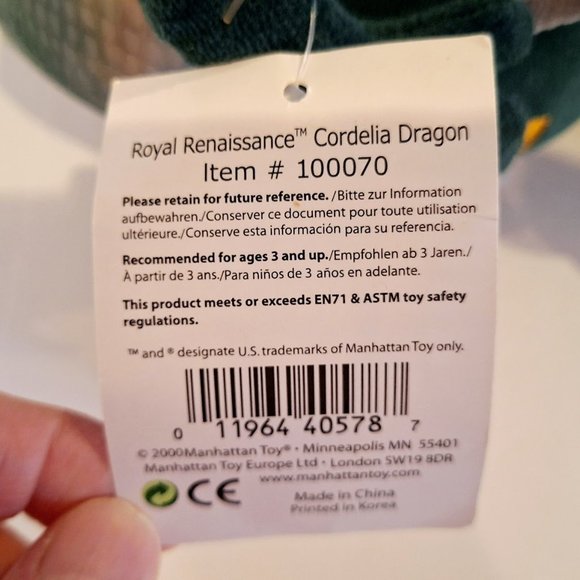 Royal Renaissance™ Cordelia Dragon
Item # 100070
Please retain for future reference. /Bitte zur Information
aufbewahren./Conserver ce document pour toute utilisation
ultérieure./Conserve esta información para su referencia.
Recommended for ages 3 and up./Empfohlen ab 3 Jaren./
À partir de 3 ans./Para niños de 3 años en adelante.
This product meets or exceeds EN71 & ASTM toy safety
regulations.
™ and ® designate U.S. trademarks of Manhattan Toy only.
0 11964 40578 7
© 2000Manhattan Toy® • Minneapolis MN 55401
Manhattan Toy Europe Ltd • London SW19 8DR
www.manhattantoy.com
CE
Made in China
Printed in Korea